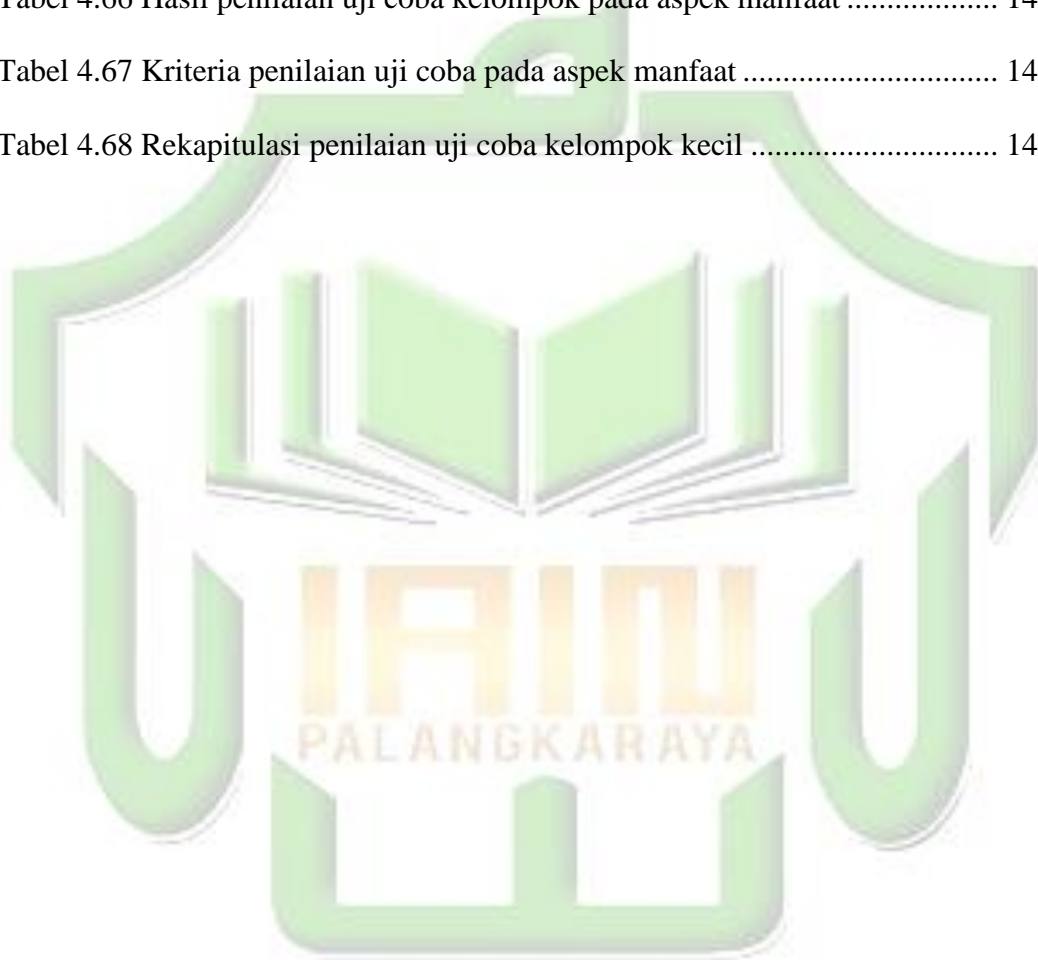 Tabel 4.66 Hasil penilaian uji coba kelompok pada aspek manfaat ................... 14
Tabel 4.67 Kriteria penilaian uji coba pada aspek manfaat ............................... 14
Tabel 4.68 Rekapitulasi penilaian uji coba kelompok kecil .............................. 14
IAIN
PALANGKARAYA